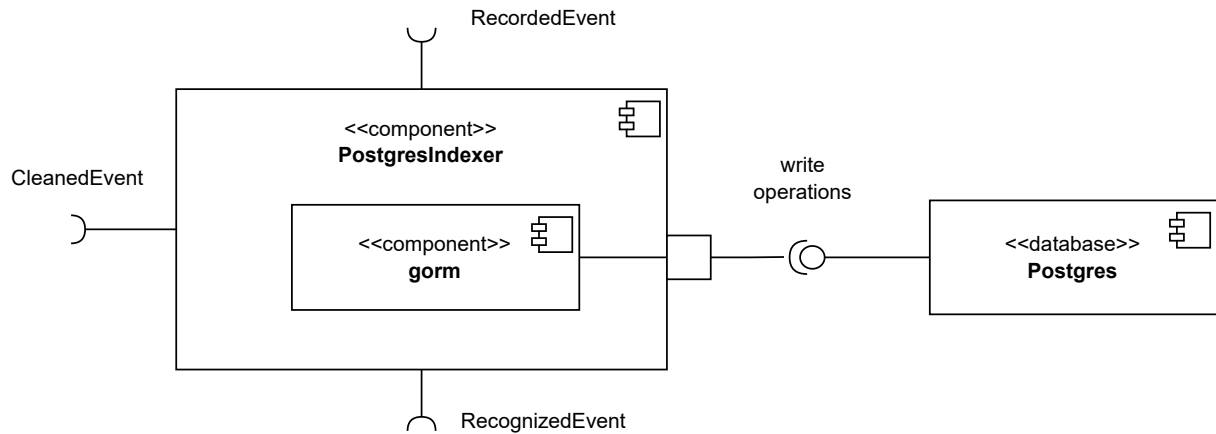 RecordedEvent
<<component>>
PostgresIndexer
CleanedEvent
write
operations
<<component>>
gorm
<<database>>
Postgres
RecognizedEvent